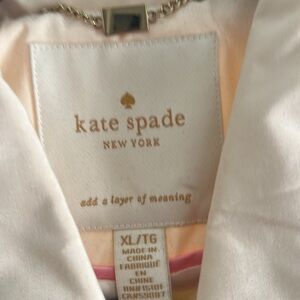 kate spade
NEW YORK
add a layer of meaning
XL/TG
MADE IN
CHINA
FABRIQUÉ
EN
CHINE